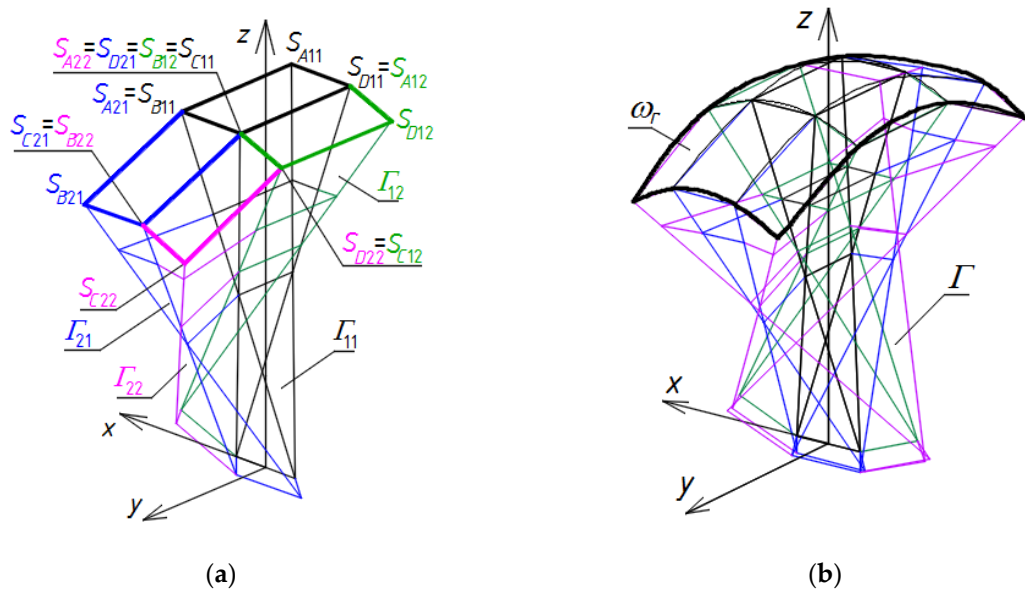 z
S_A11
S_A22=S_D21=S_B12=S_C11
S_A21=S_B11
S_D11=S_A12
S_C21=S_B22
S_D12
S_B21
Γ_12
S_D22=S_C12
S_C22
Γ_21
Γ_11
Γ_22
x
y
(a)
z
ω_Γ
Γ
x
y
(b)